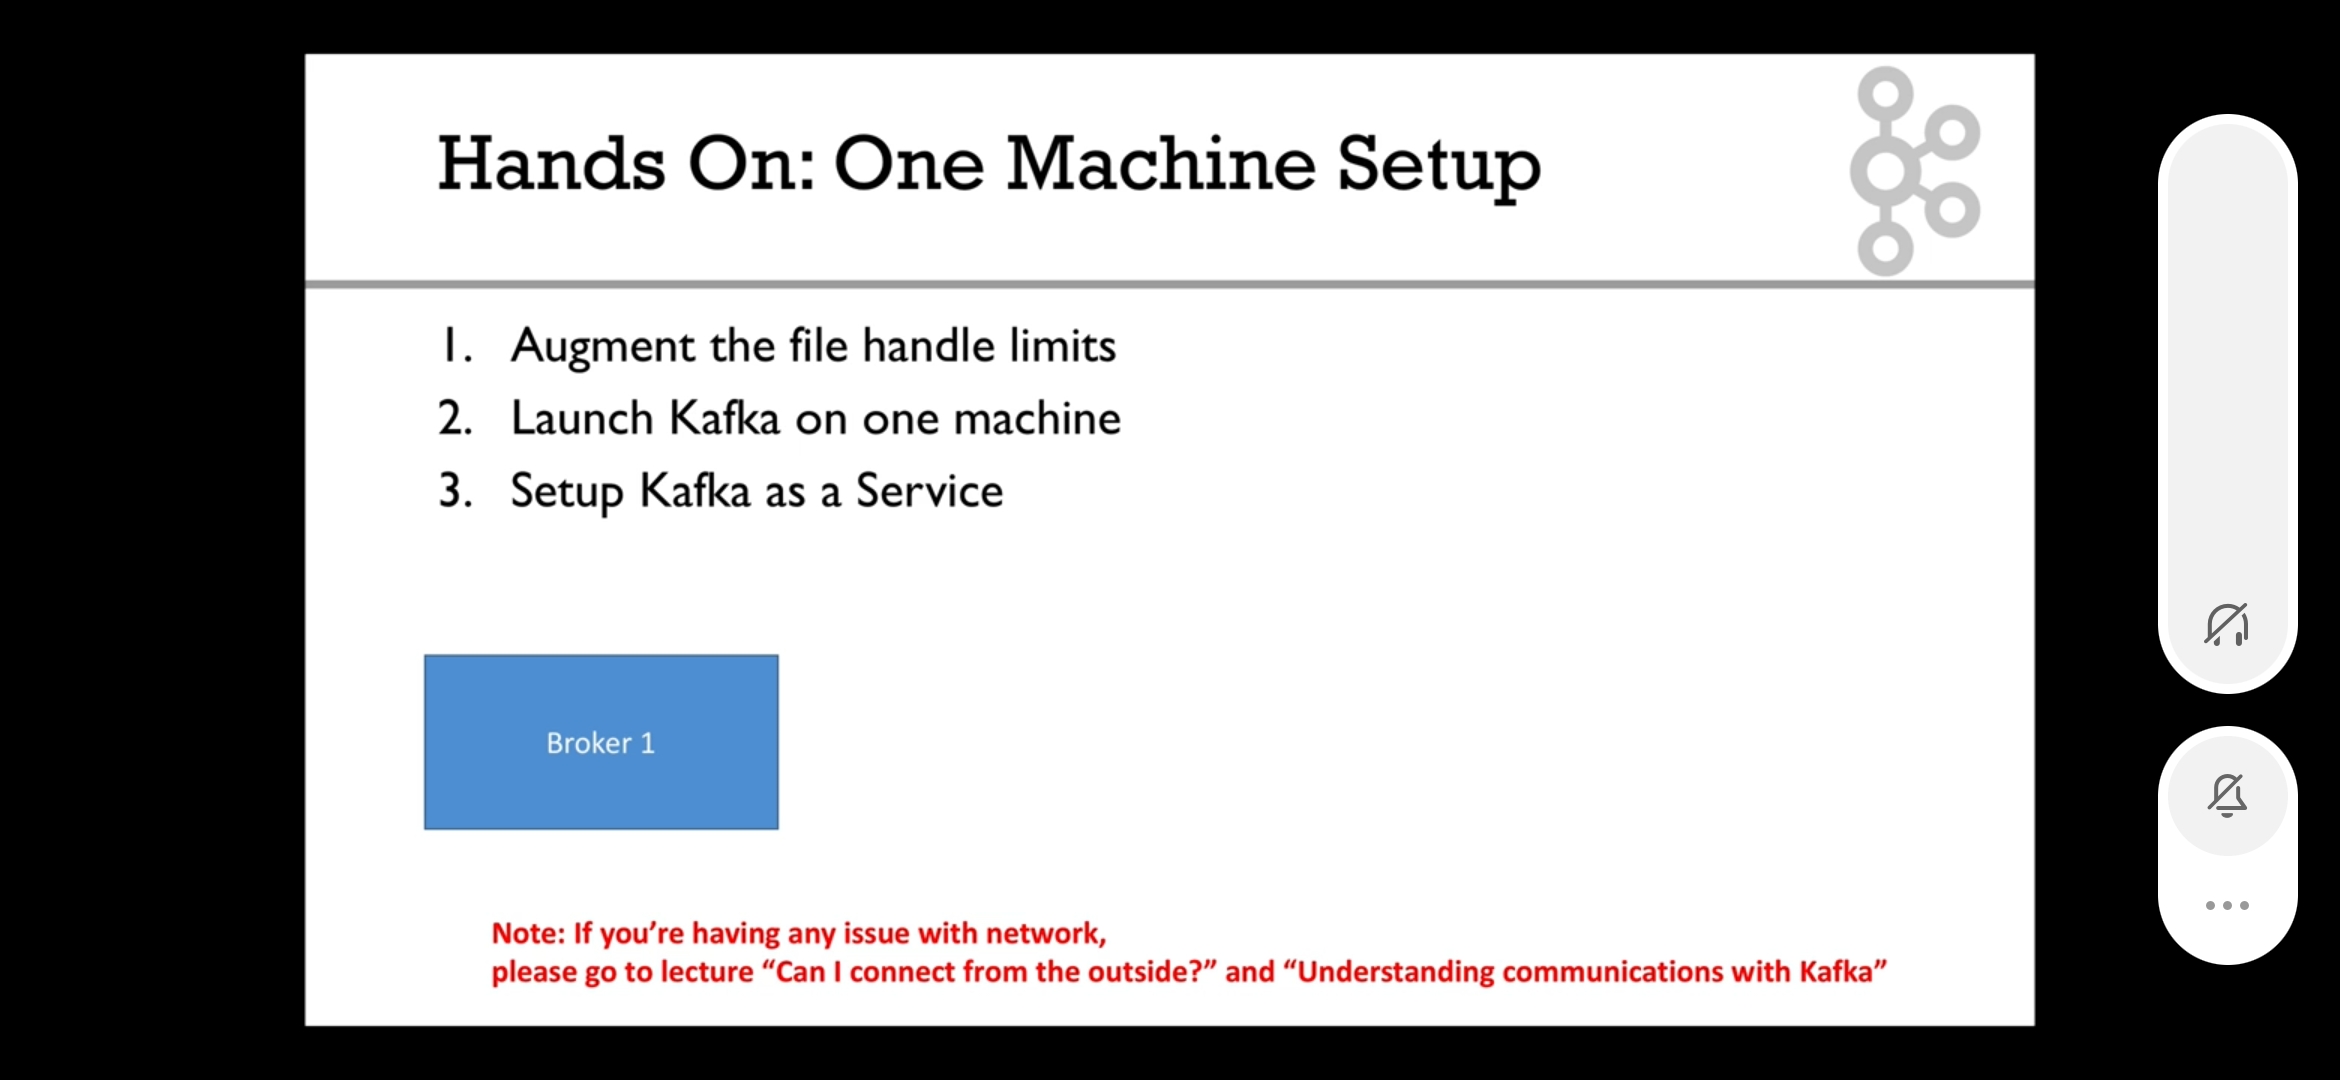 Hands On: One Machine Setup
1. Augment the file handle limits
2. Launch Kafka on one machine
3. Setup Kafka as a Service
Broker 1
Note: If you’re having any issue with network,
please go to lecture “Can I connect from the outside?” and “Understanding communications with Kafka”